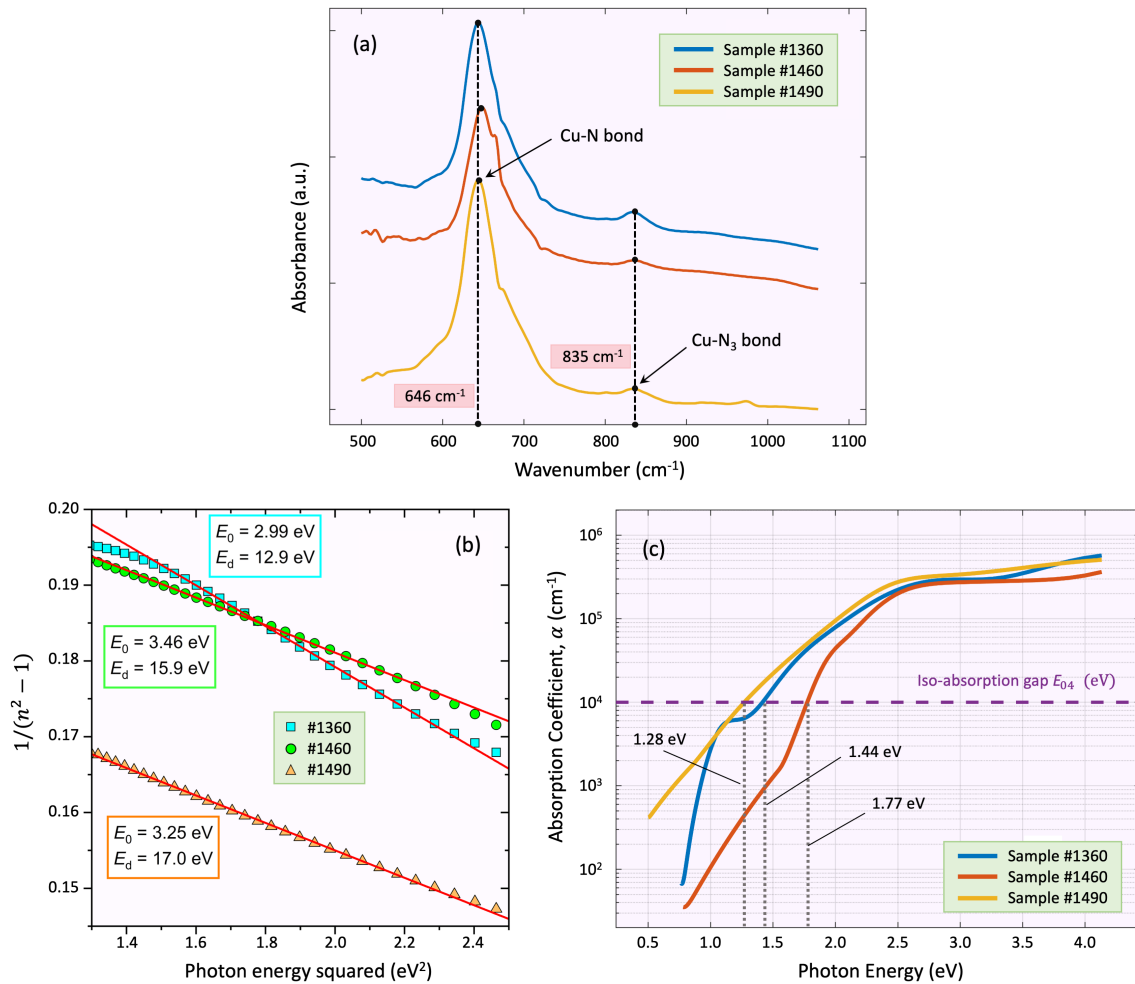 (a)
Sample #1360
Sample #1460
Sample #1490
Cu-N bond
Absorbance (a.u.)
Cu-N₃ bond
835 cm⁻¹
646 cm⁻¹
500 600 700 800 900 1000 1100
Wavenumber (cm⁻¹)
(b)
E₀ = 2.99 eV
E_d = 12.9 eV
E₀ = 3.46 eV
E_d = 15.9 eV
#1360
#1460
#1490
E₀ = 3.25 eV
E_d = 17.0 eV
0.20
0.19
0.18
0.17
0.16
0.15
1/(n² − 1)
1.4 1.6 1.8 2.0 2.2 2.4
Photon energy squared (eV²)
(c)
Iso-absorption gap E₀₄ (eV)
1.28 eV
1.44 eV
1.77 eV
Sample #1360
Sample #1460
Sample #1490
10⁶
10⁵
10⁴
10³
10²
Absorption Coefficient, α (cm⁻¹)
0.5 1.0 1.5 2.0 2.5 3.0 3.5 4.0
Photon Energy (eV)